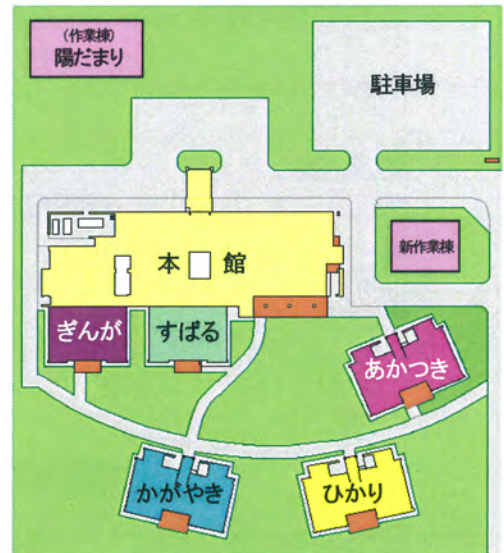 (作業棟)
陽だまり
駐車場
新作業棟
本館
ぎんが
すばる
あかつき
かがやき
ひかり